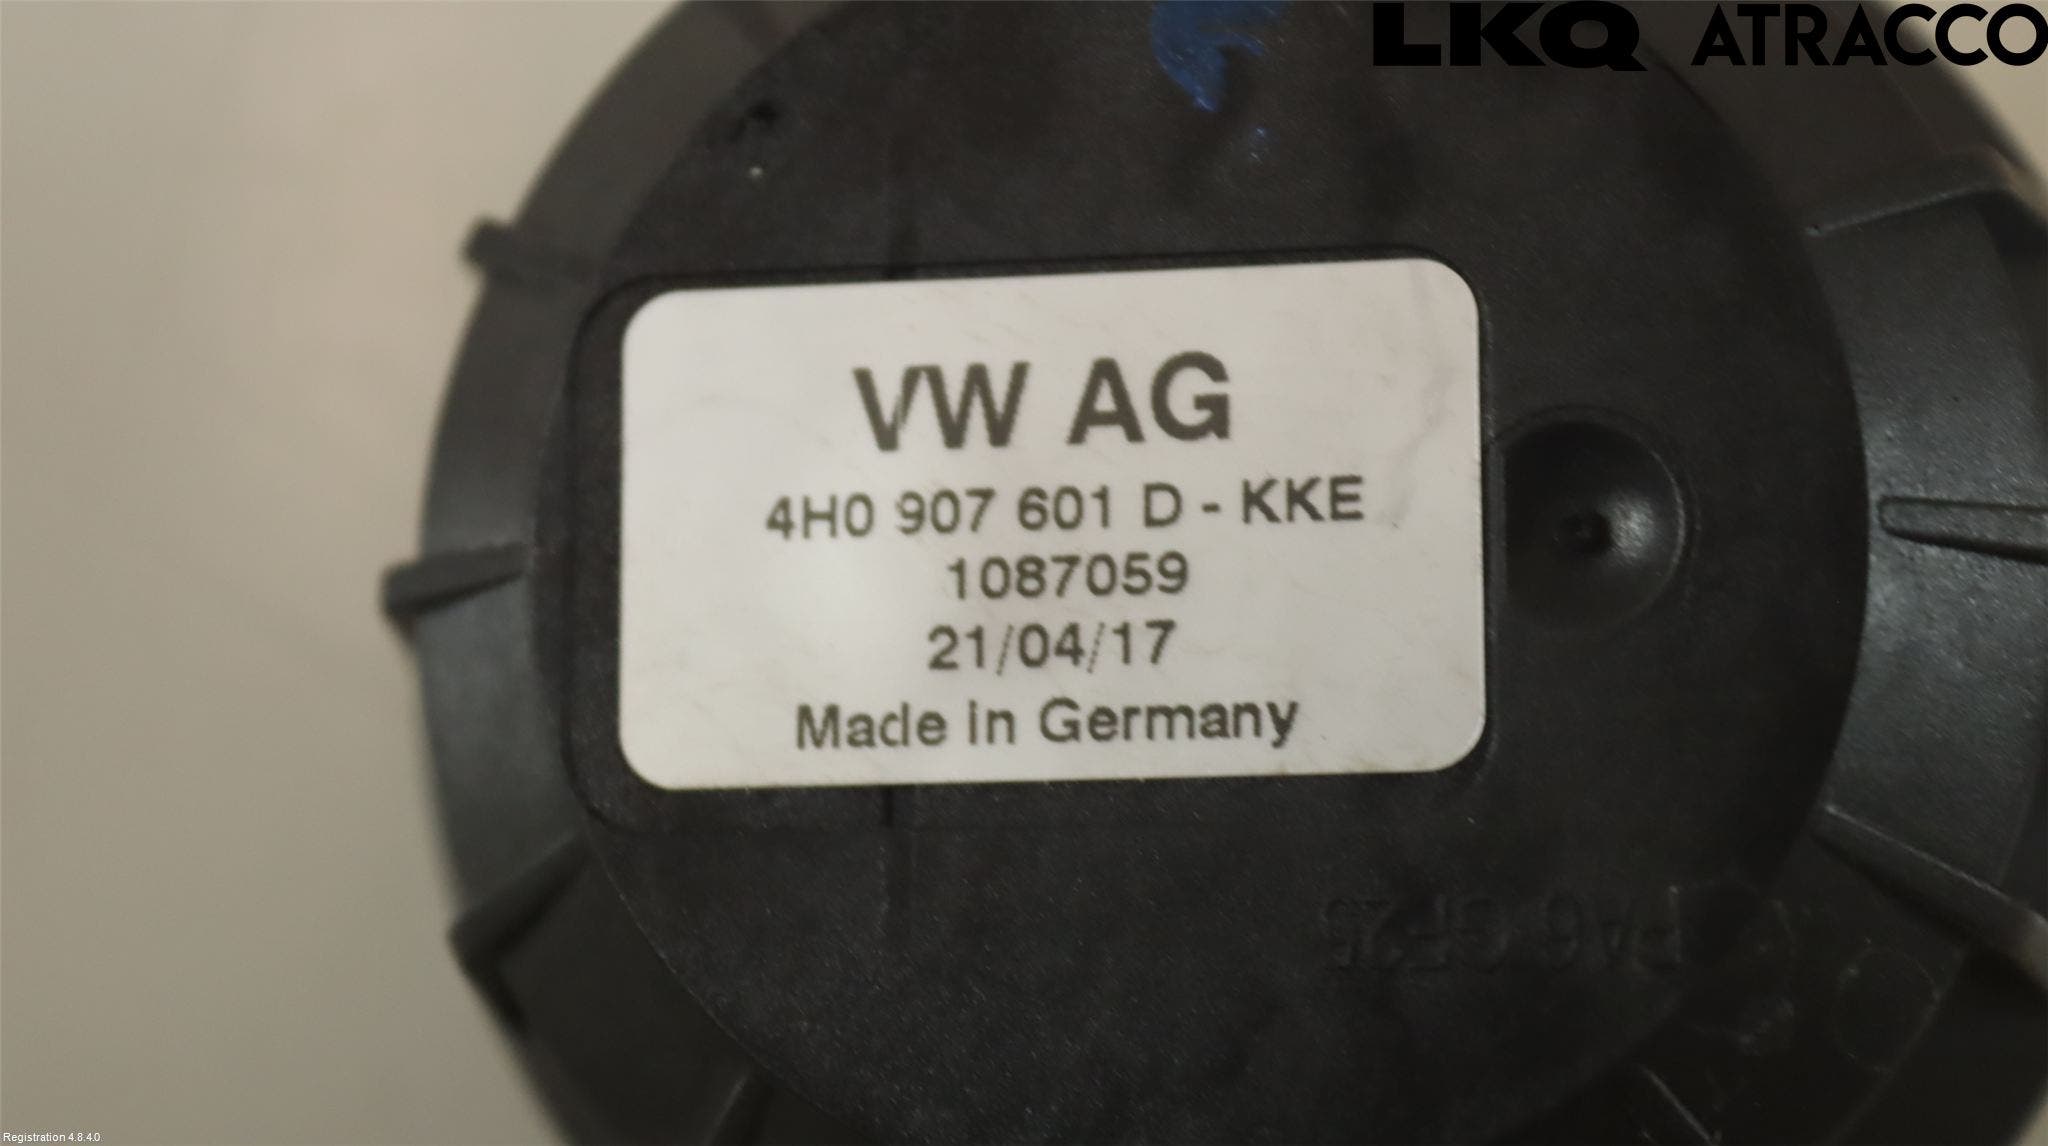 LKQ ATRACCO
VW AG
4H0 907 601 D - KKE
1087059
21/04/17
Made in Germany
Registration 4.8.4.0